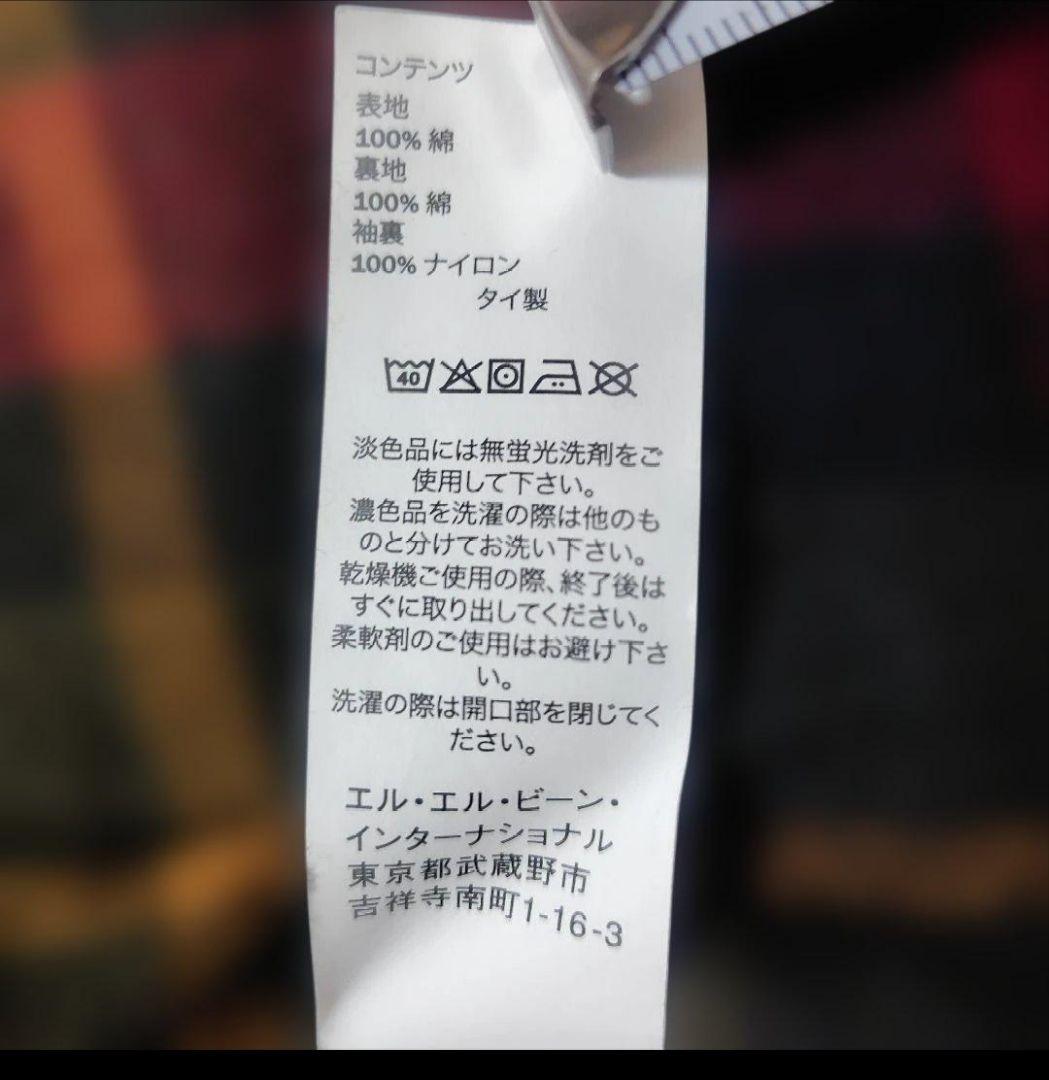 コンテンツ
表地
100% 綿
裏地
100% 綿
袖裏
100% ナイロン
タイ製
40
淡色品には無蛍光洗剤をご
使用して下さい。
濃色品を洗濯の際は他のも
のと分けてお洗い下さい。
乾燥機ご使用の際、終了後は
すぐに取り出してください。
柔軟剤のご使用はお避け下さ
い。
洗濯の際は開口部を閉じてく
ださい。
エル・エル・ビーン・
インターナショナル
東京都武蔵野市
吉祥寺南町1-16-3